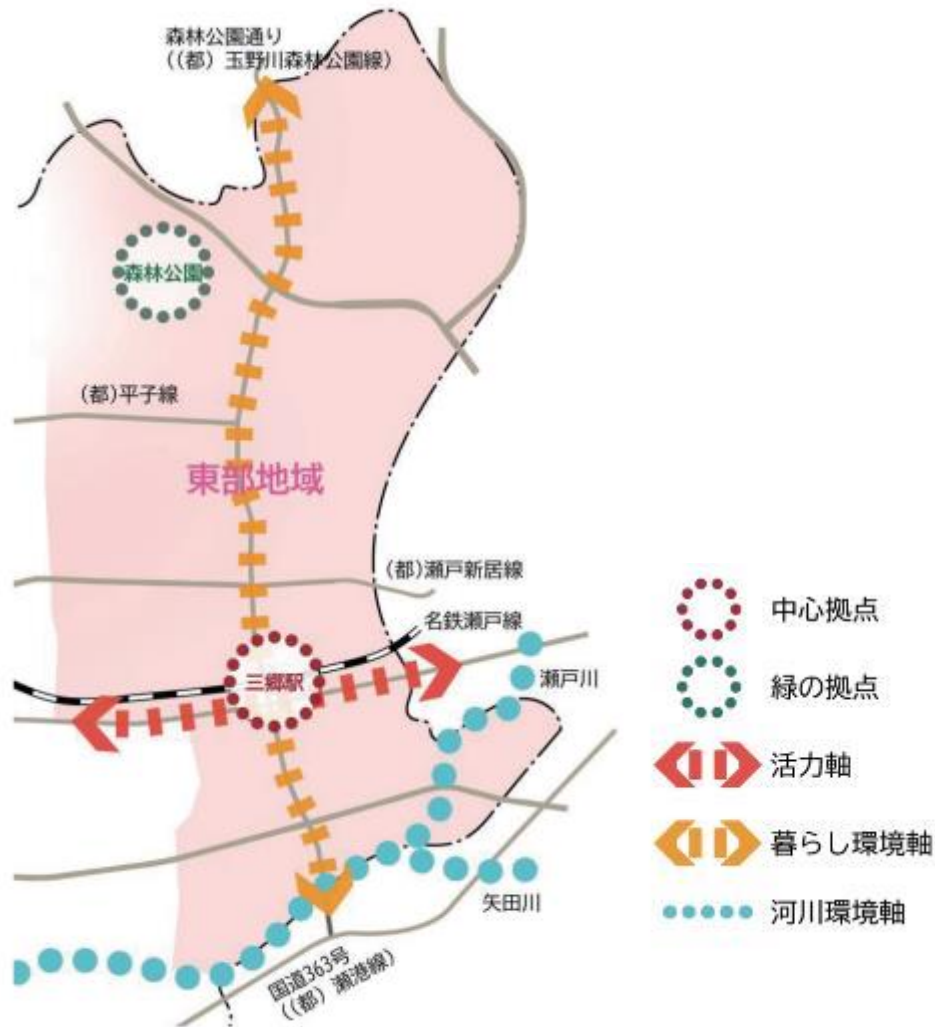 森林公園通り
((都) 玉野川森林公園線)
森林公園
(都)平子線
東部地域
(都)瀬戸新居線
名鉄瀬戸線
三郷駅
瀬戸川
矢田川
国道363号
((都) 瀬港線)
中心拠点
緑の拠点
活力軸
暮らし環境軸
河川環境軸